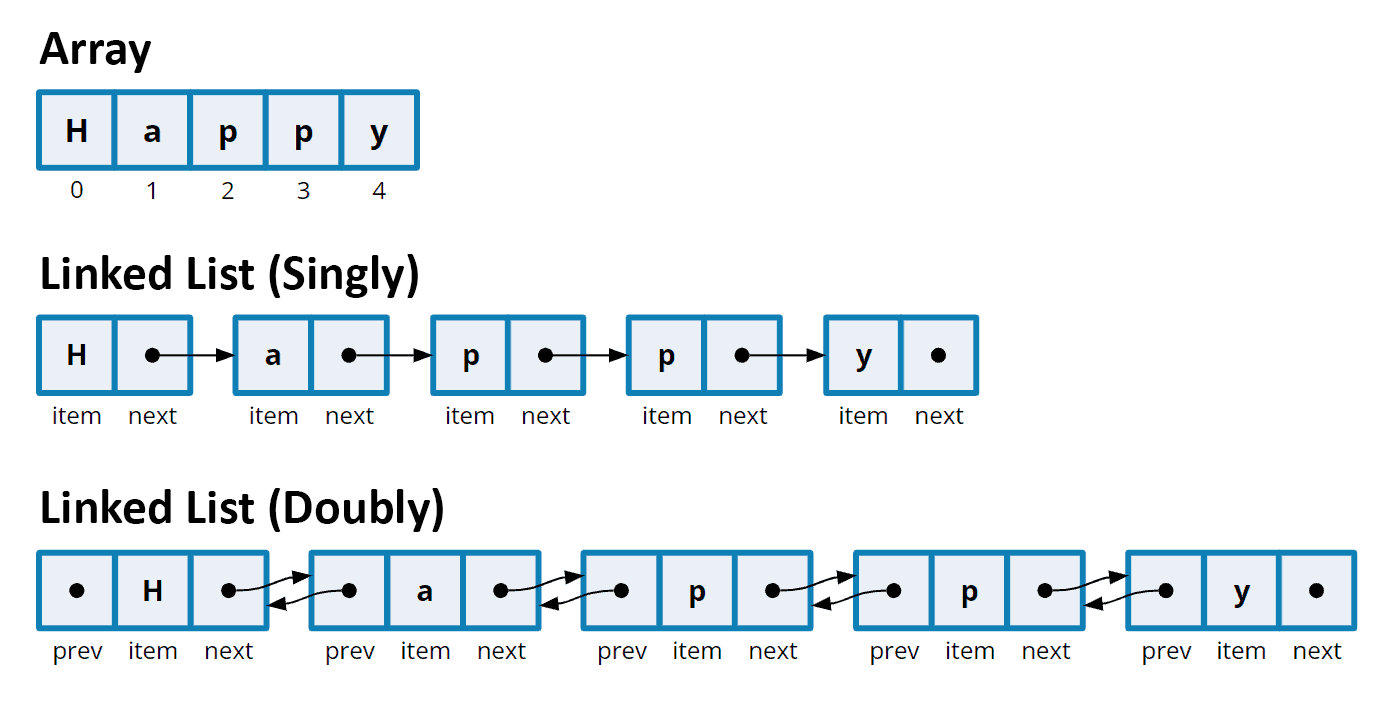 Array
H a p p y
0 1 2 3 4
Linked List (Singly)
H a p p y
item next item next item next item next item next
Linked List (Doubly)
H a p p y
prev item next prev item next prev item next prev item next prev item next